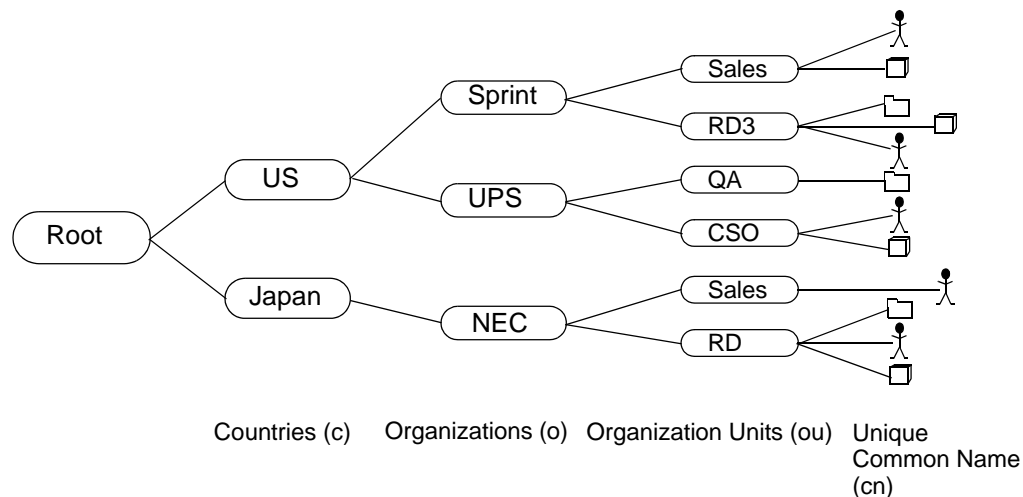 Sales
Sprint
RD3
US
QA
UPS
Root
CSO
Japan
Sales
NEC
RD
Countries (c)
Organizations (o)
Organization Units (ou)
Unique
Common Name
(cn)